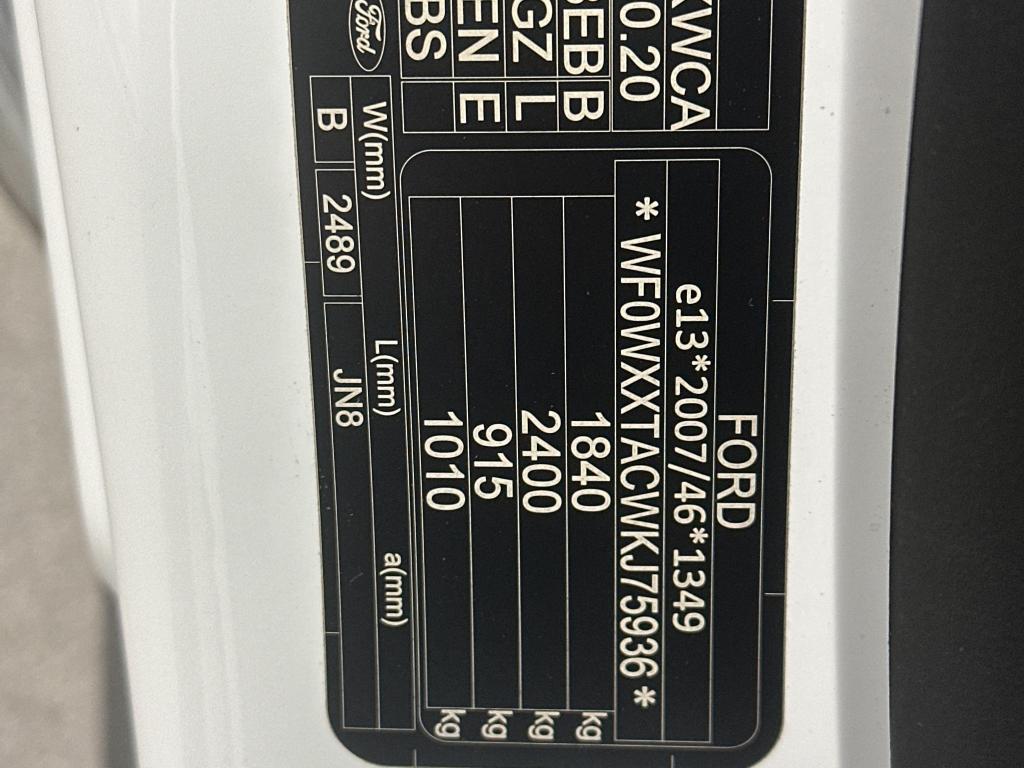 KWCA
0.20
EB B
GZ L
EN E
BS
Ford
FORD
e13*2007/46*1349
* WF0WXXTACWKJ75936 *
1840 kg
2400 kg
915 kg
1010 kg
W(mm) L(mm) a(mm)
B 2489 JN8